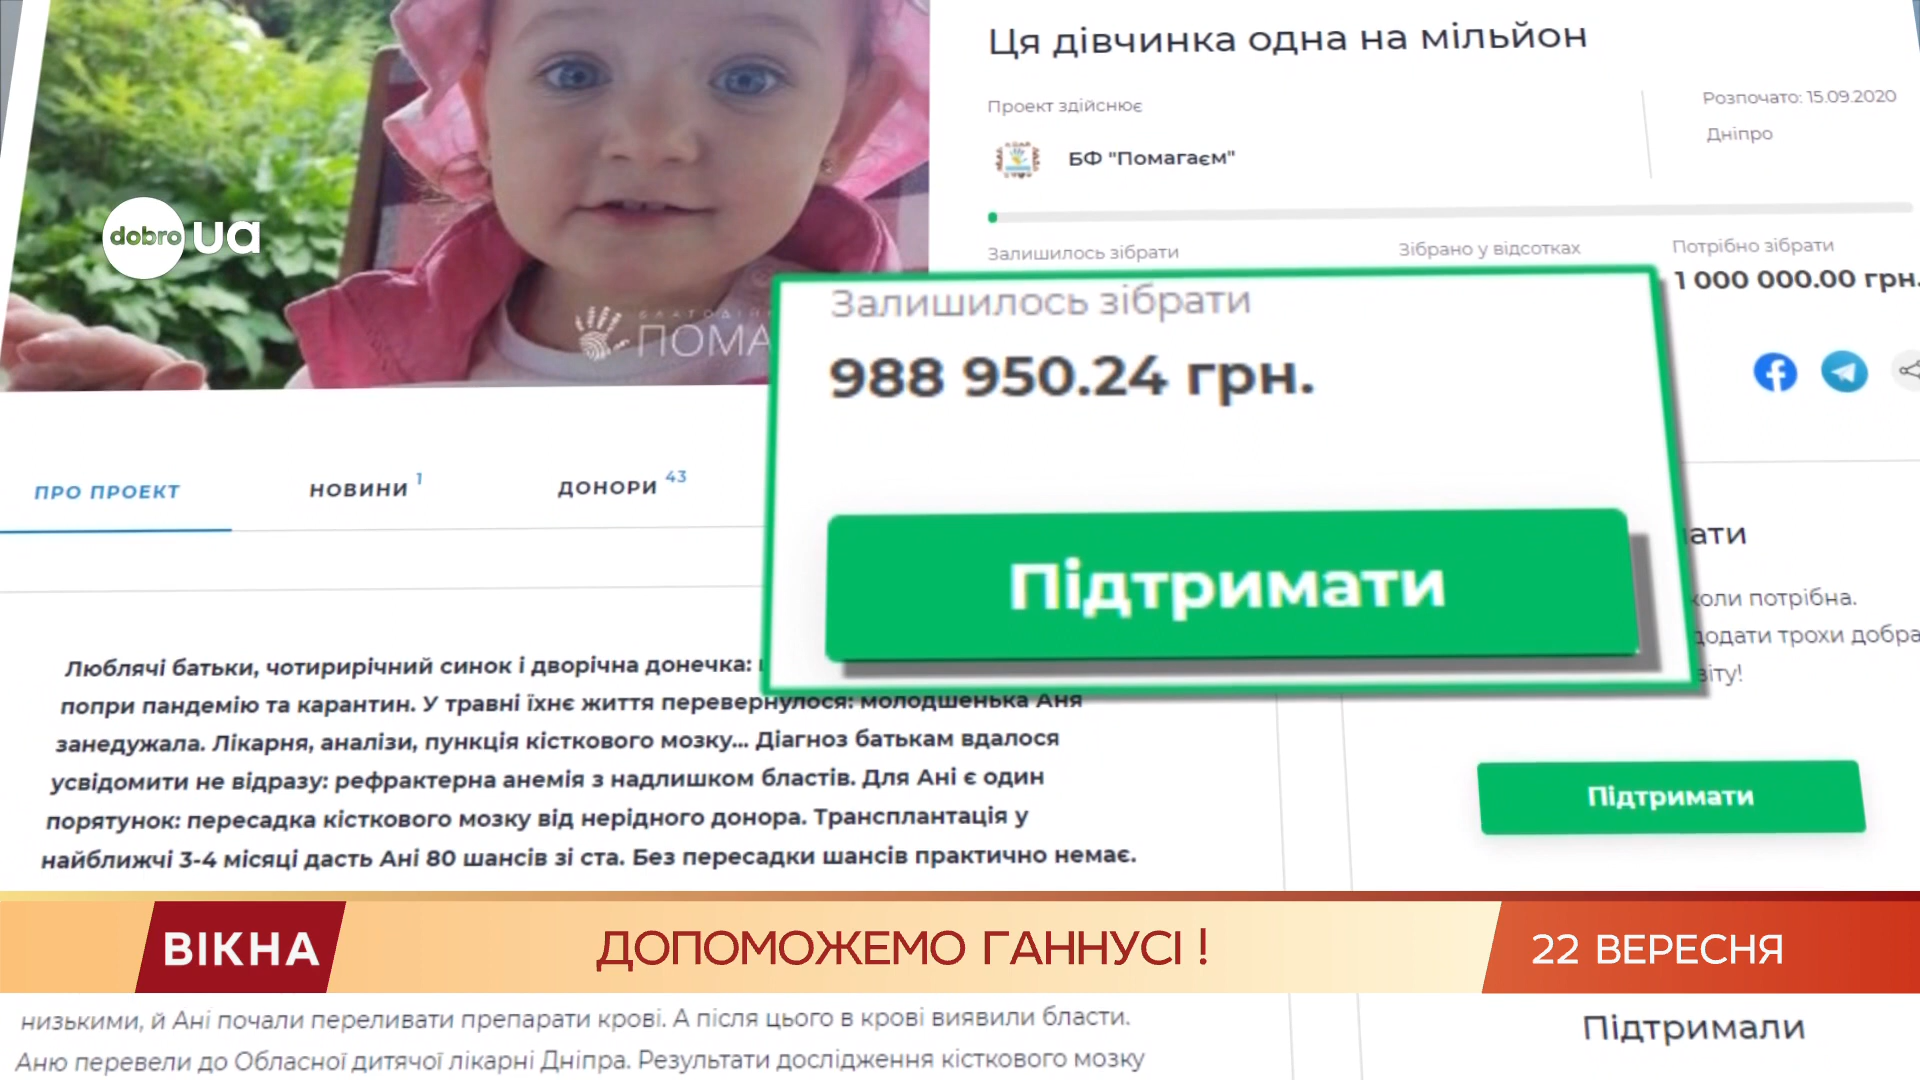 Ця дівчинка одна на мільйон
Проект здійснює
БФ "Помагаєм"
Розпочато: 15.09.2020
Дніпро
dobro ua
Залишилось зібрати
Зібрано у відсотках
Потрібно зібрати
1 000 000.00 грн.
Залишилось зібрати
988 950.24 грн.
Підтримати
ПОМА
ПРО ПРОЕКТ
НОВИНИ 1
ДОНОРИ 43
Люблячі батьки, чотирирічний синок і дворічна донечка:
попри пандемію та карантин. У травні їхнє життя перевернулося: молодшенька Аня
занедужала. Лікарня, аналізи, пункція кісткового мозку... Діагноз батькам вдалося
усвідомити не відразу: рефрактерна анемія з надлишком бластів. Для Ані є один
порятунок: пересадка кісткового мозку від нерідного донора. Трансплантація у
найближчі 3-4 місяці дасть Ані 80 шансів зі ста. Без пересадки шансів практично немає.
ати
коли потрібна.
додати трохи добра
віту!
Підтримати
ВІКНА
ДОПОМОЖЕМО ГАННУСІ !
22 ВЕРЕСНЯ
низькими, й Ані почали переливати препарати крові. А після цього в крові виявили бласти.
Аню перевели до Обласної дитячої лікарні Дніпра. Результати дослідження кісткового мозку
Підтримали